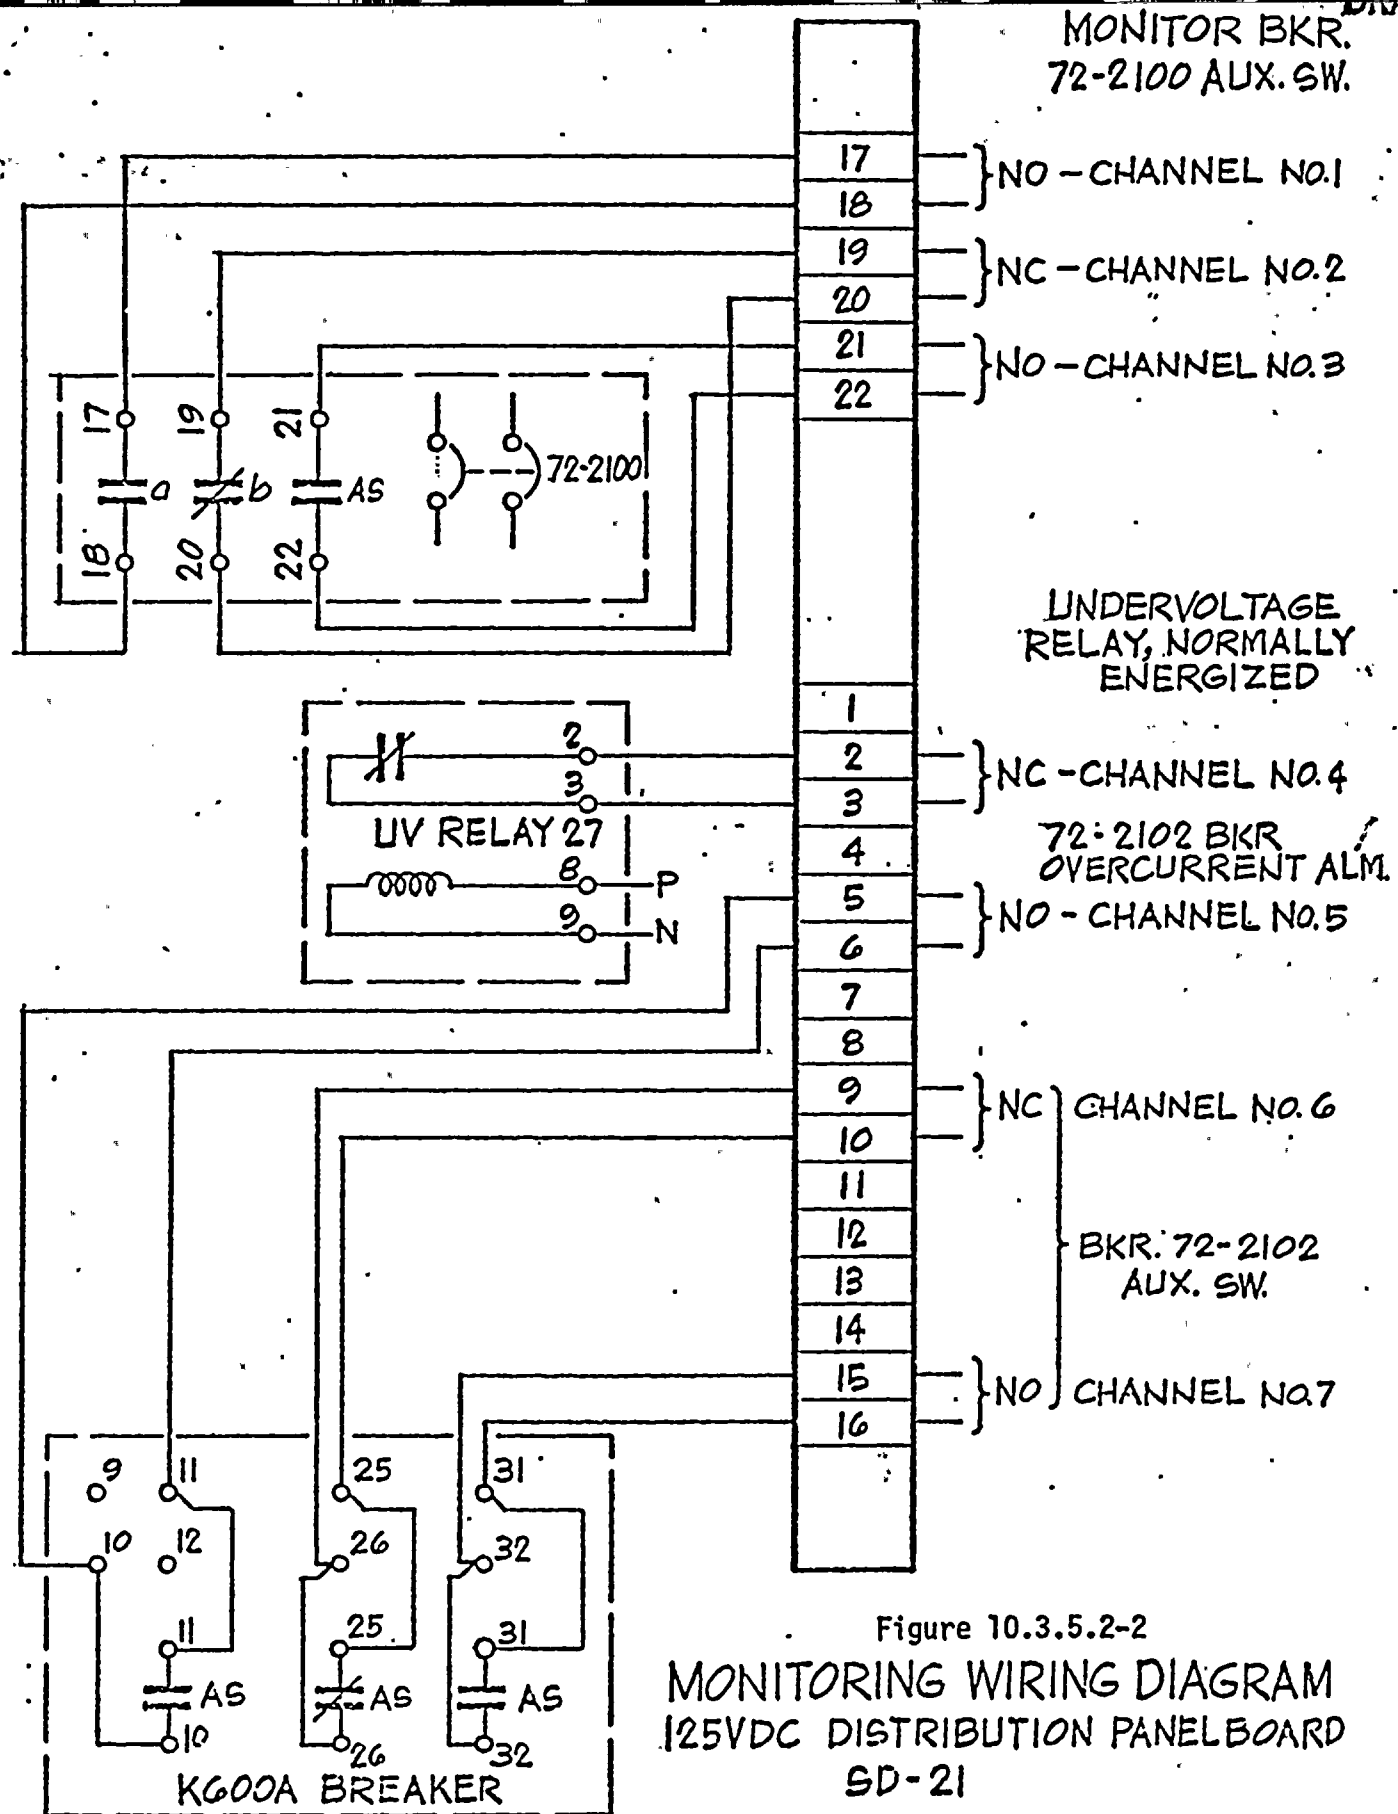 MONITOR BKR.
72-2100 AUX. SW.
17
18
19
20
21
22
NO - CHANNEL NO.1
NC - CHANNEL NO.2
NO - CHANNEL NO.3
17
19
21
a
b
AS
72-2100
18
20
22
UNDERVOLTAGE
RELAY, NORMALLY
ENERGIZED
1
2
3
4
5
6
7
8
9
10
11
12
13
14
15
16
2
3
UV RELAY 27
8
P
9
N
NC - CHANNEL NO.4
72-2102 BKR
OVERCURRENT ALM.
NO - CHANNEL NO.5
NC CHANNEL NO.6
BKR. 72-2102
AUX. SW.
NO CHANNEL NO.7
9 11 25 31
10 12 26 32
11 25 31
AS AS AS
10 26 32
K600A BREAKER
Figure 10.3.5.2-2
MONITORING WIRING DIAGRAM
125VDC DISTRIBUTION PANELBOARD
SD-21